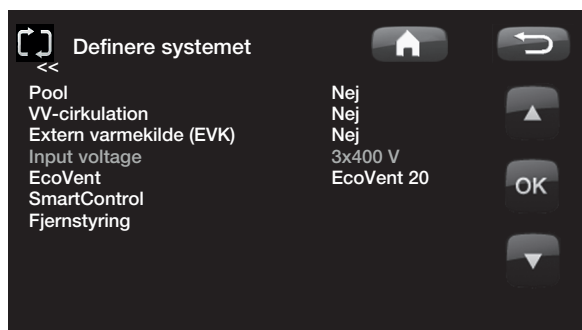 Definere systemet
<<
Pool Nej
VV-cirkulation Nej
Extern varmekilde (EVK) Nej
Input voltage 3x400 V
EcoVent EcoVent 20
SmartControl
Fjernstyring
OK